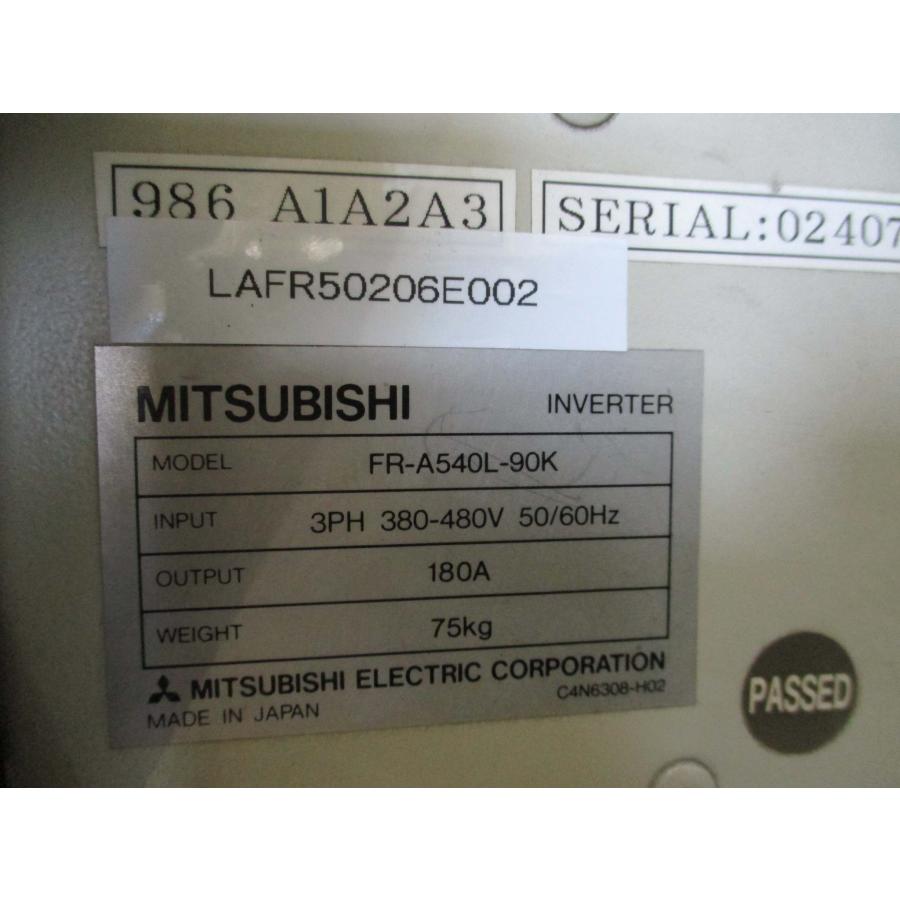 986 A1A2A3
SERIAL:02407
LAFR50206E002
MITSUBISHI INVERTER
MODEL FR-A540L-90K
INPUT 3PH 380-480V 50/60Hz
OUTPUT 180A
WEIGHT 75kg
MITSUBISHI ELECTRIC CORPORATION
C4N6308-H02
MADE IN JAPAN
PASSED